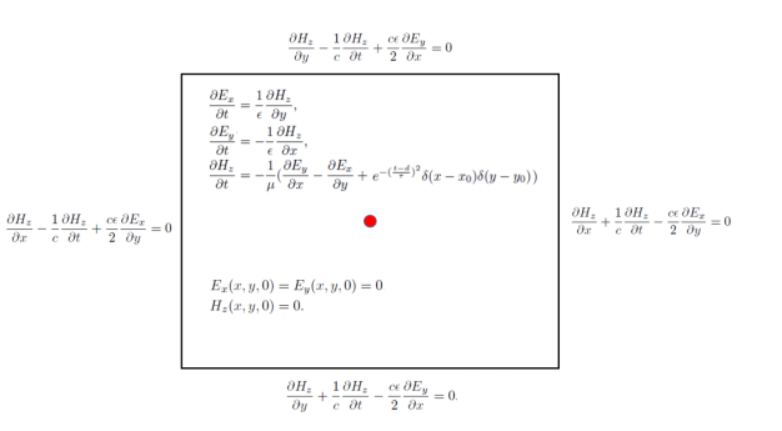 ∂H_z/∂y − (1/c) ∂H_z/∂t + (cϵ/2) ∂E_y/∂x = 0
∂E_x/∂t = (1/ϵ) ∂H_z/∂y,
∂E_y/∂t = −(1/ϵ) ∂H_z/∂x,
∂H_z/∂t = −(1/μ)(∂E_y/∂x − ∂E_x/∂y + e^{−((t−d)/τ)^2} δ(x − x_0)δ(y − y_0))
∂H_z/∂x − (1/c) ∂H_z/∂t + (cϵ/2) ∂E_x/∂y = 0
∂H_z/∂x + (1/c) ∂H_z/∂t − (cϵ/2) ∂E_x/∂y = 0
E_x(x, y, 0) = E_y(x, y, 0) = 0
H_z(x, y, 0) = 0.
∂H_z/∂y + (1/c) ∂H_z/∂t − (cϵ/2) ∂E_y/∂x = 0.